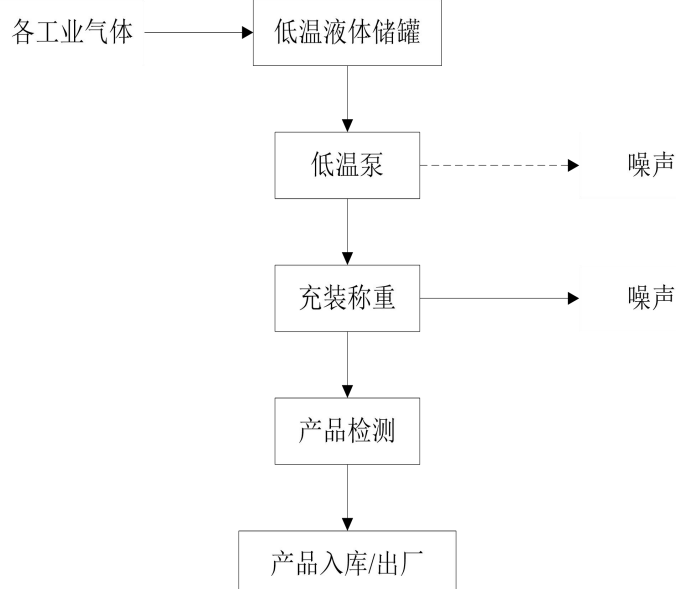 各工业气体
低温液体储罐
低温泵
噪声
充装称重
噪声
产品检测
产品入库/出厂